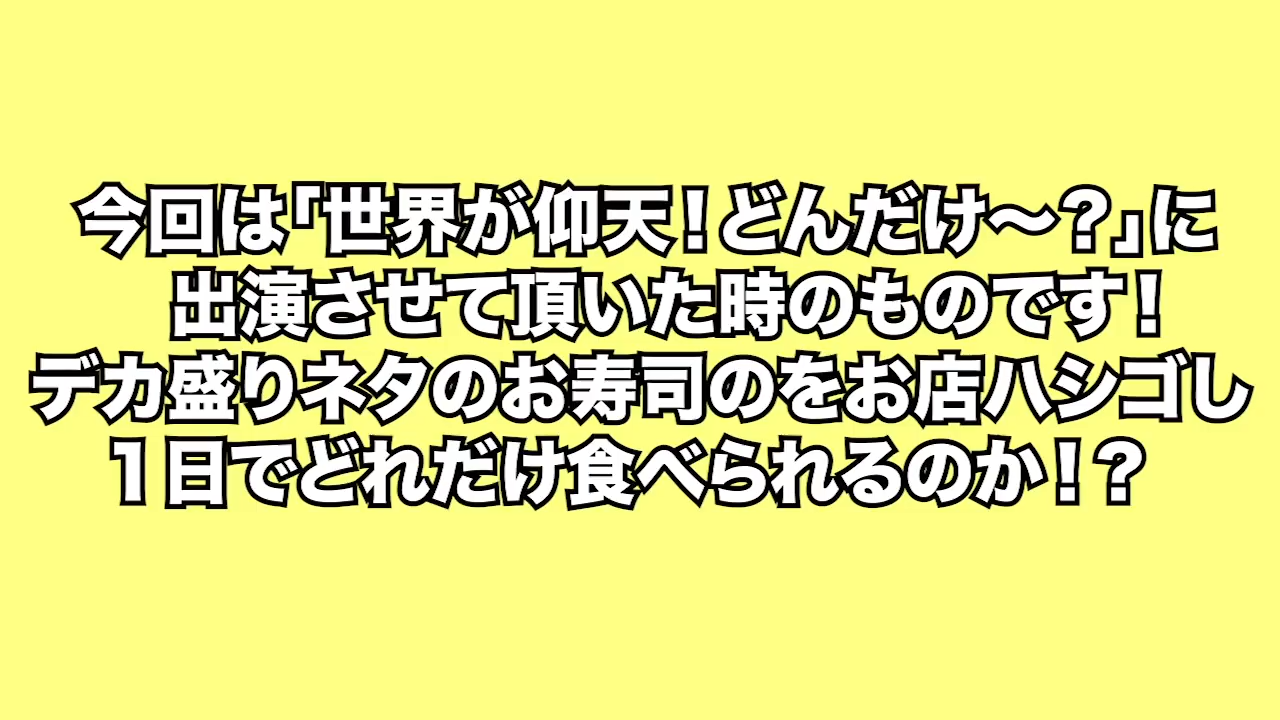 今回は｢世界が仰天！どんだけ〜？｣に
出演させて頂いた時のものです！
デカ盛りネタのお寿司のをお店ハシゴし
１日でどれだけ食べられるのか！？